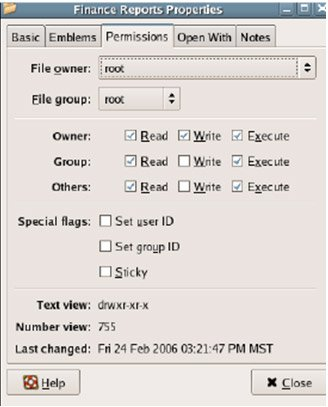 Finance Reports Properties
Basic Emblems Permissions Open With Notes
File owner: root
File group: root
Owner: Read Write Execute
Group: Read Write Execute
Others: Read Write Execute
Special flags: Set user ID
Set group ID
Sticky
Text view: drwxr-xr-x
Number view: 755
Last changed: Fri 24 Feb 2006 03:21:47 PM MST
Help Close